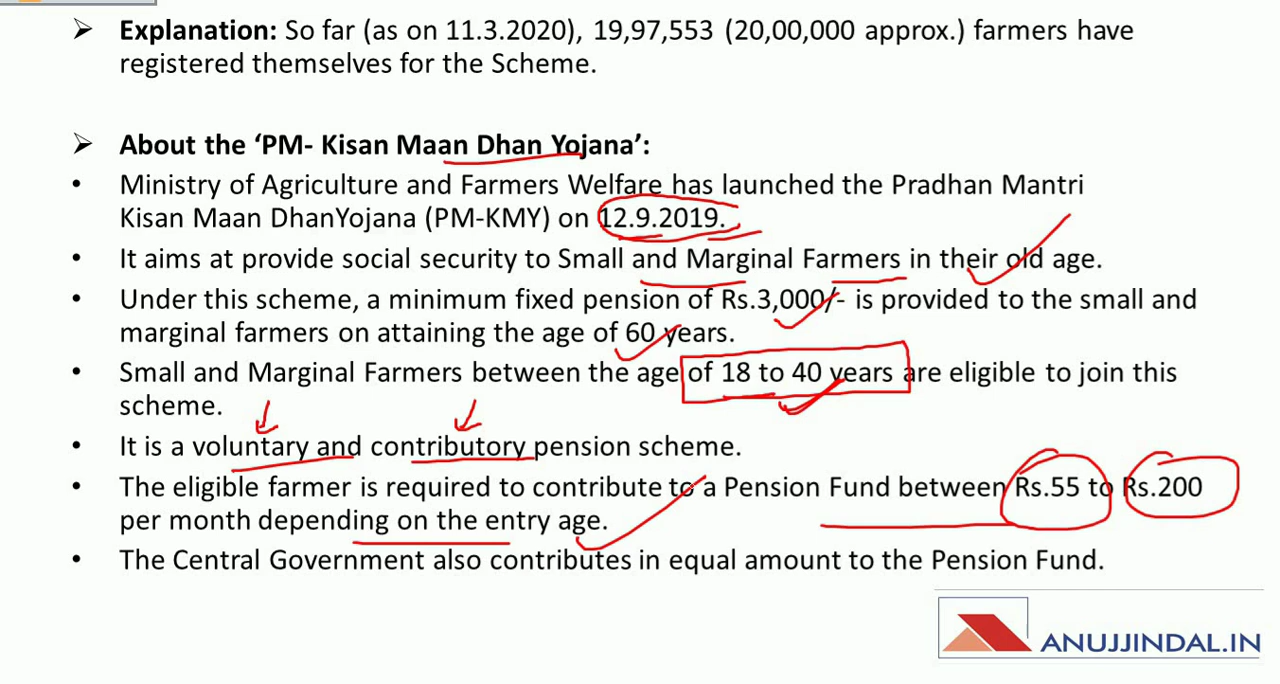 ➢ Explanation: So far (as on 11.3.2020), 19,97,553 (20,00,000 approx.) farmers have
registered themselves for the Scheme.
➢ About the ‘PM- Kisan Maan Dhan Yojana’:
• Ministry of Agriculture and Farmers Welfare has launched the Pradhan Mantri
Kisan Maan DhanYojana (PM-KMY) on 12.9.2019.
• It aims at provide social security to Small and Marginal Farmers in their old age.
• Under this scheme, a minimum fixed pension of Rs.3,000/- is provided to the small and
marginal farmers on attaining the age of 60 years.
• Small and Marginal Farmers between the age of 18 to 40 years are eligible to join this
scheme.
• It is a voluntary and contributory pension scheme.
• The eligible farmer is required to contribute to a Pension Fund between Rs.55 to Rs.200
per month depending on the entry age.
• The Central Government also contributes in equal amount to the Pension Fund.
ANUJJINDAL.IN